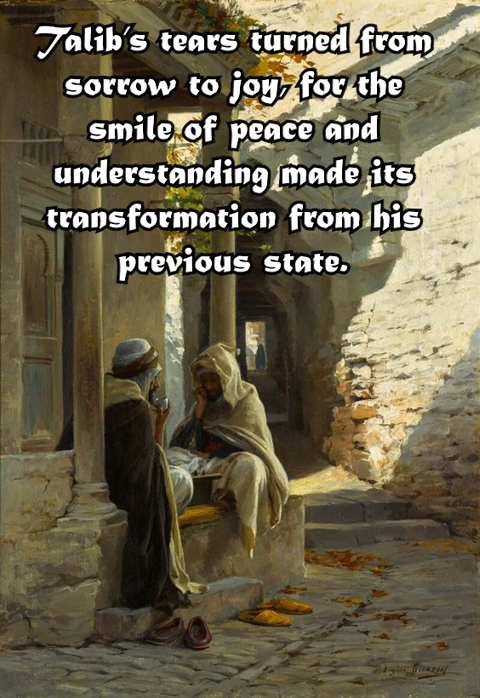 Talib's tears turned from
sorrow to joy, for the
smile of peace and
understanding made its
transformation from his
previous state.